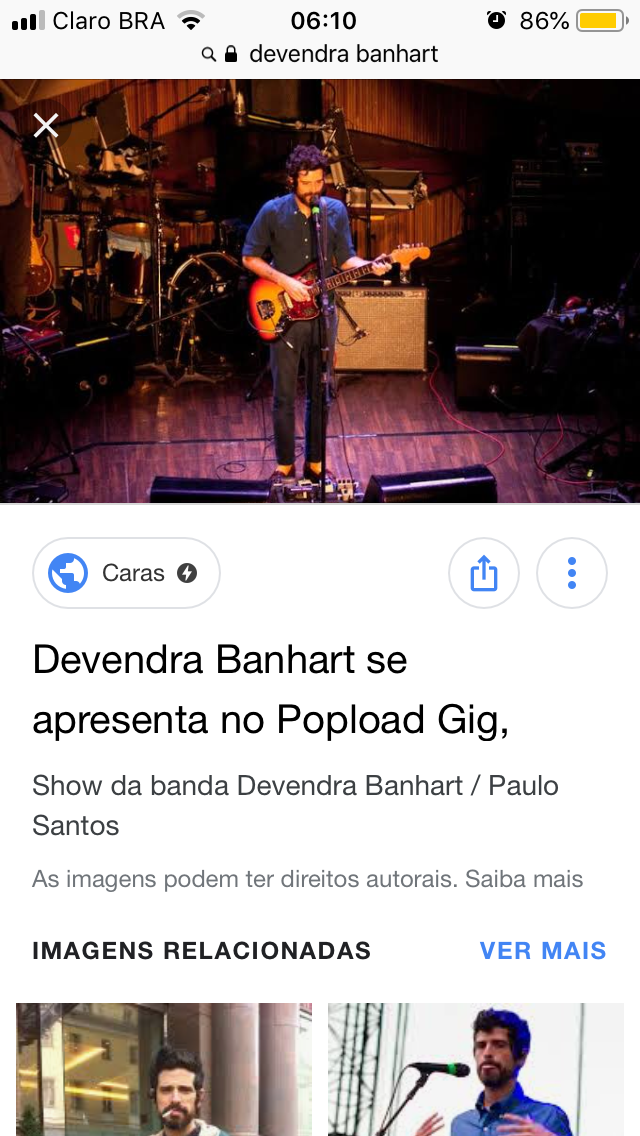 Claro BRA 06:10 86%
devendra banhart
Caras
Devendra Banhart se
apresenta no Popload Gig,
Show da banda Devendra Banhart / Paulo
Santos
As imagens podem ter direitos autorais. Saiba mais
IMAGENS RELACIONADAS VER MAIS